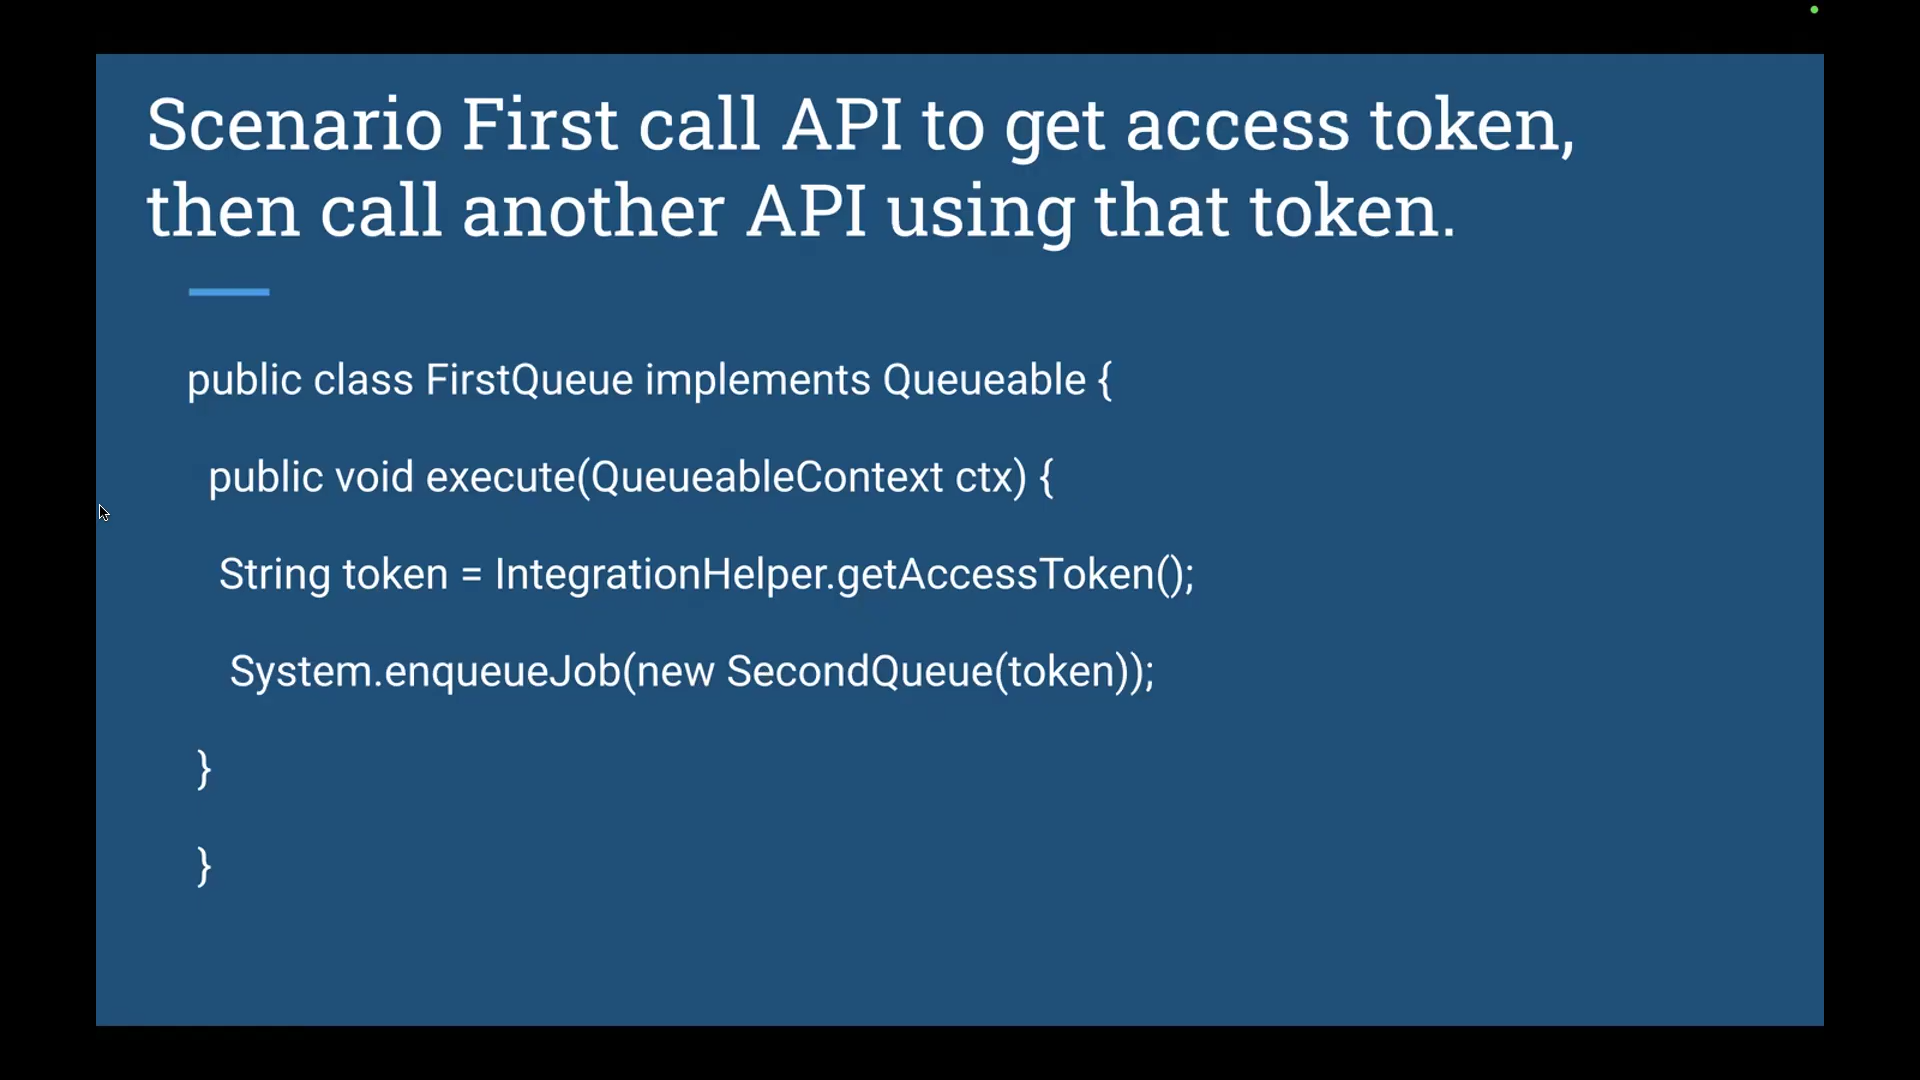 Scenario First call API to get access token,
then call another API using that token.
public class FirstQueue implements Queueable {
public void execute(QueueableContext ctx) {
String token = IntegrationHelper.getAccessToken();
System.enqueueJob(new SecondQueue(token));
}
}